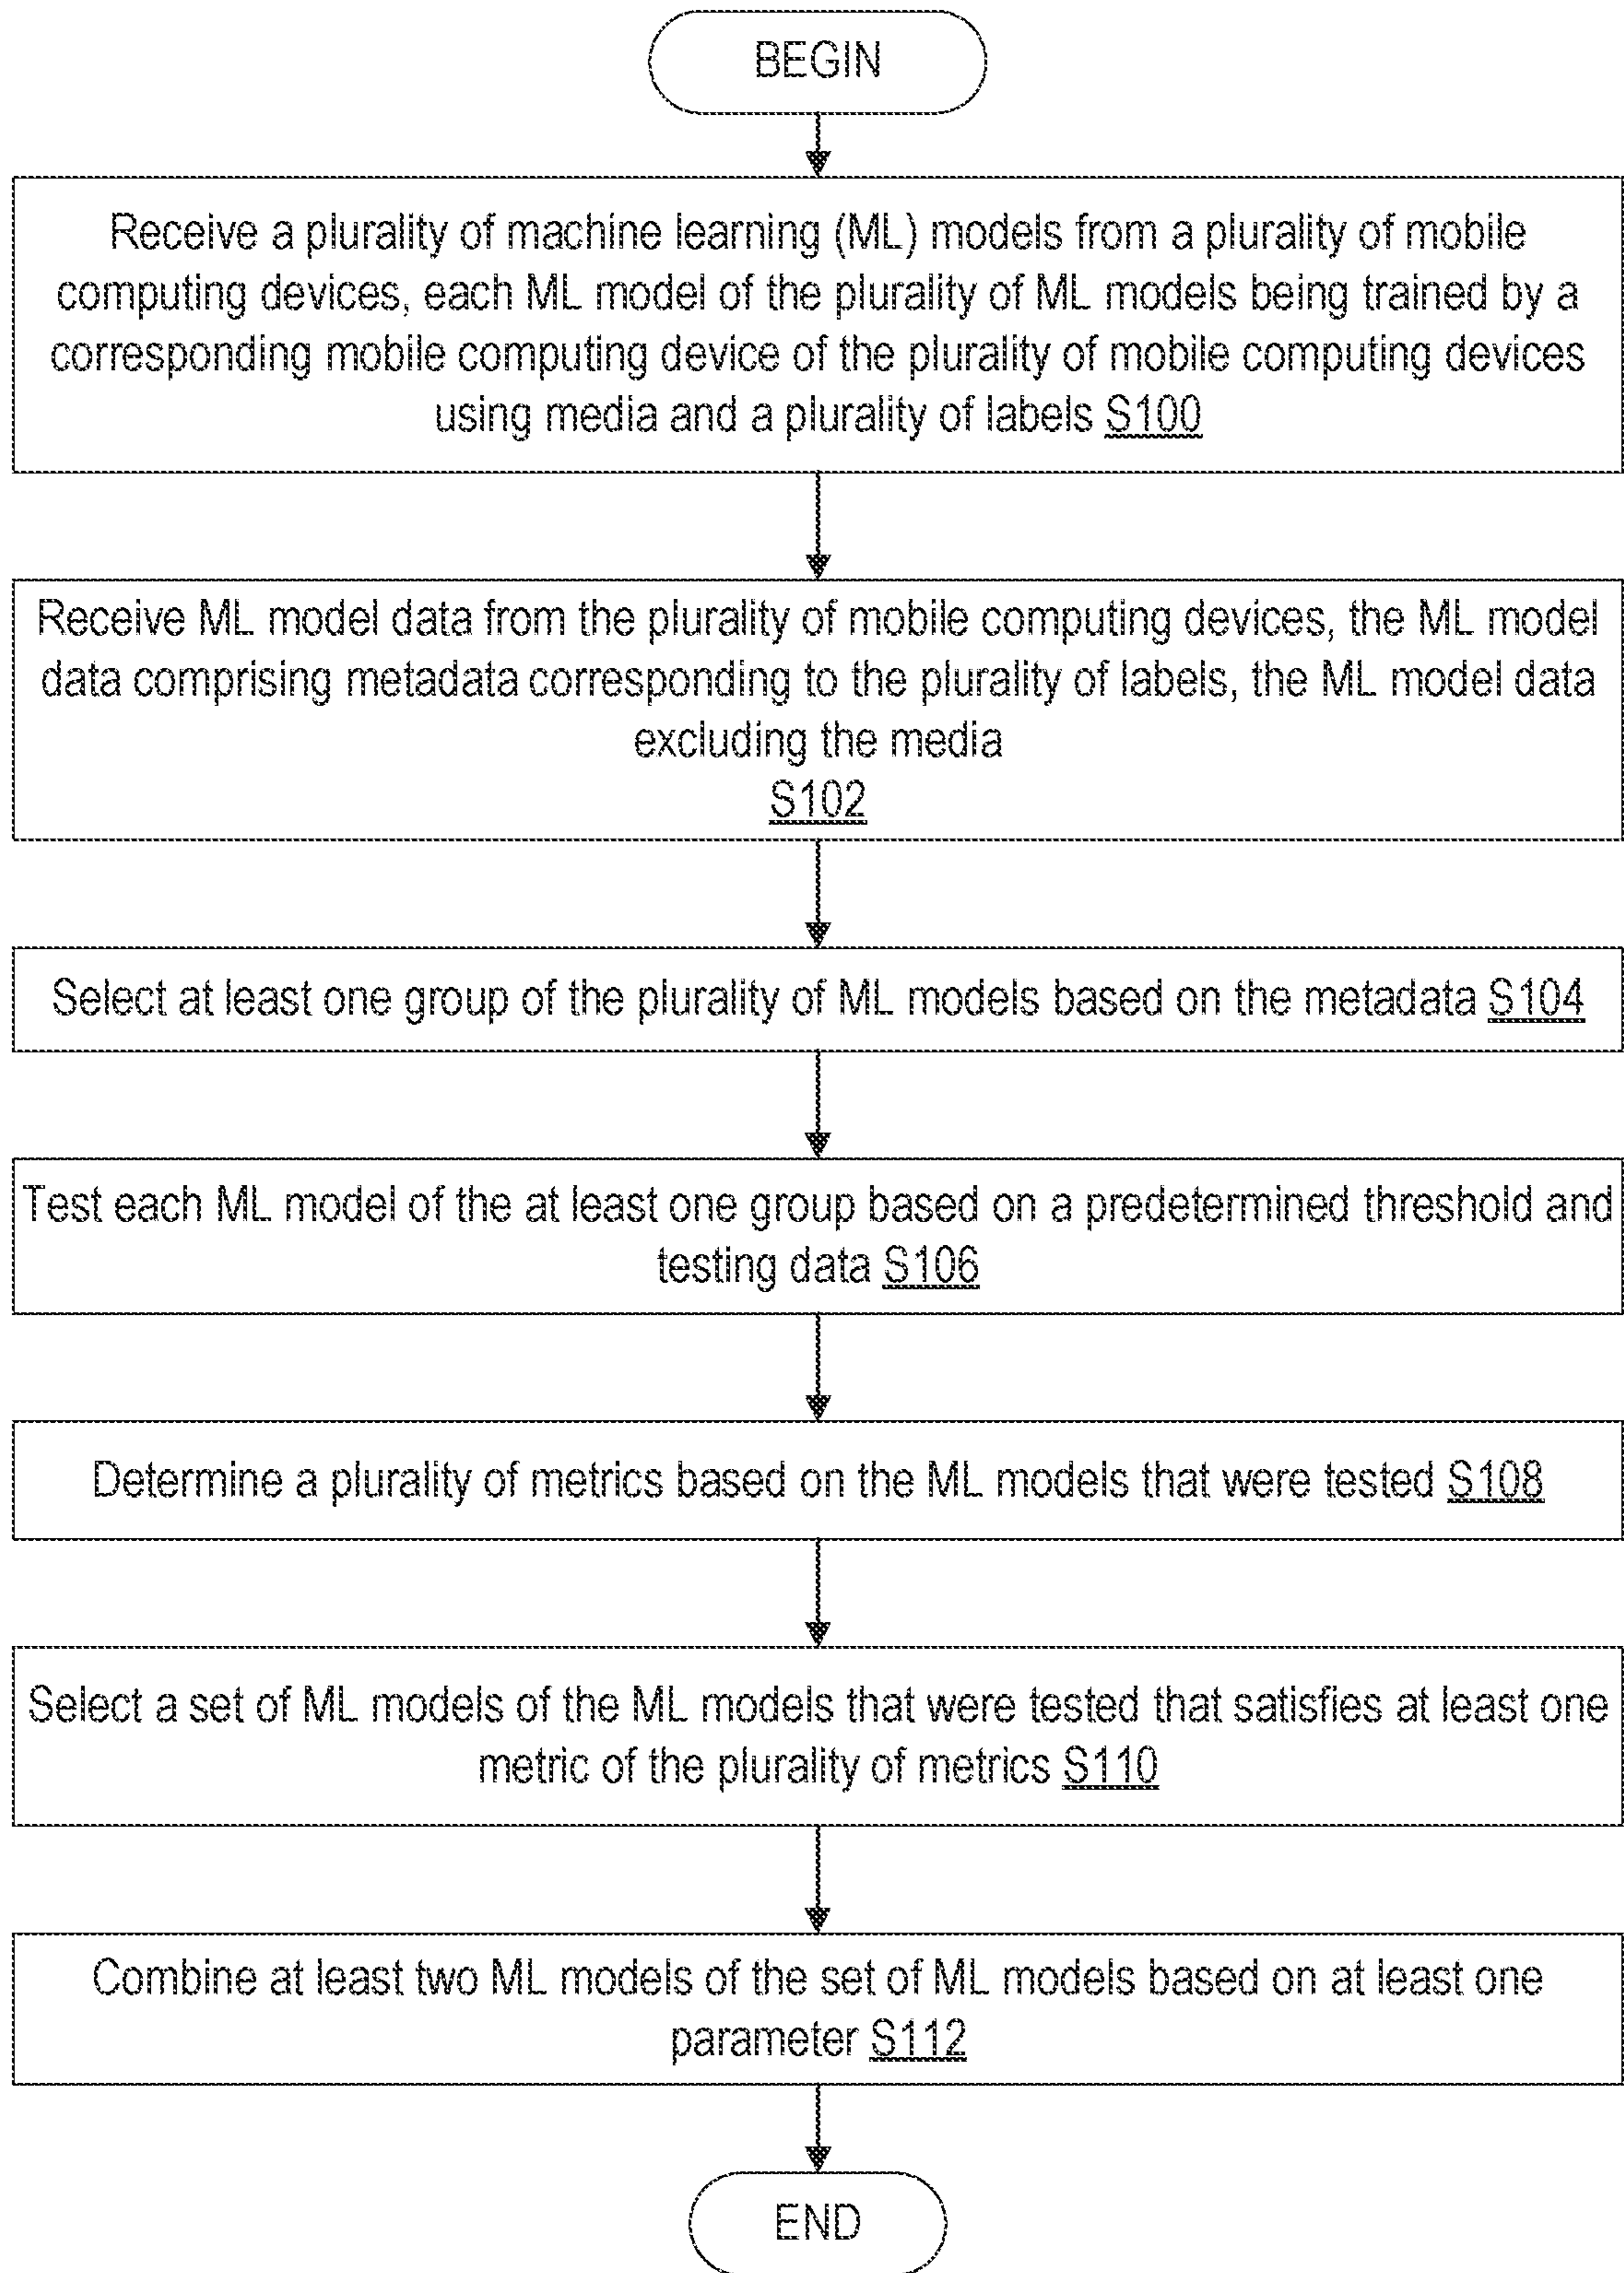 BEGIN
Receive a plurality of machine learning (ML) models from a plurality of mobile
computing devices, each ML model of the plurality of ML models being trained by a
corresponding mobile computing device of the plurality of mobile computing devices
using media and a plurality of labels S100
Receive ML model data from the plurality of mobile computing devices, the ML model
data comprising metadata corresponding to the plurality of labels, the ML model data
excluding the media
S102
Select at least one group of the plurality of ML models based on the metadata S104
Test each ML model of the at least one group based on a predetermined threshold and
testing data S106
Determine a plurality of metrics based on the ML models that were tested S108
Select a set of ML models of the ML models that were tested that satisfies at least one
metric of the plurality of metrics S110
Combine at least two ML models of the set of ML models based on at least one
parameter S112
END